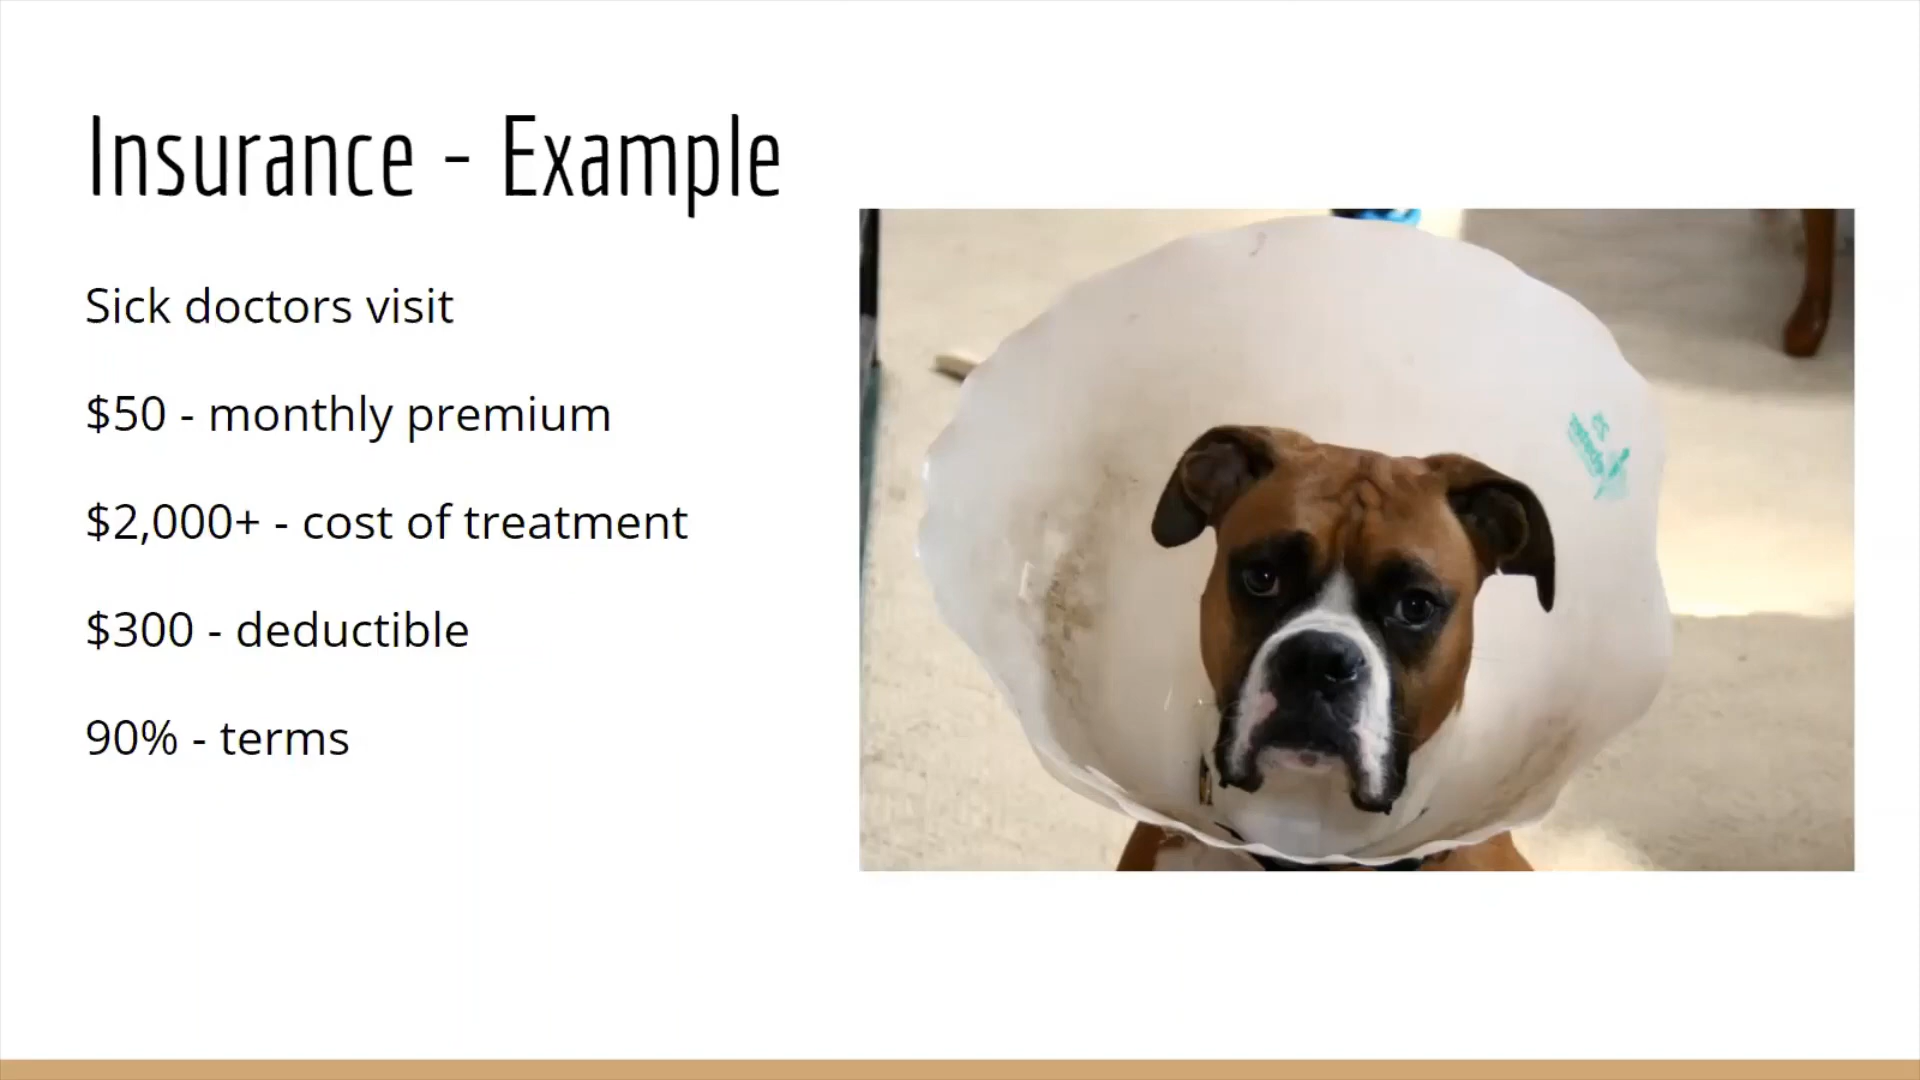 Insurance - Example
Sick doctors visit
$50 - monthly premium
$2,000+ - cost of treatment
$300 - deductible
90% - terms